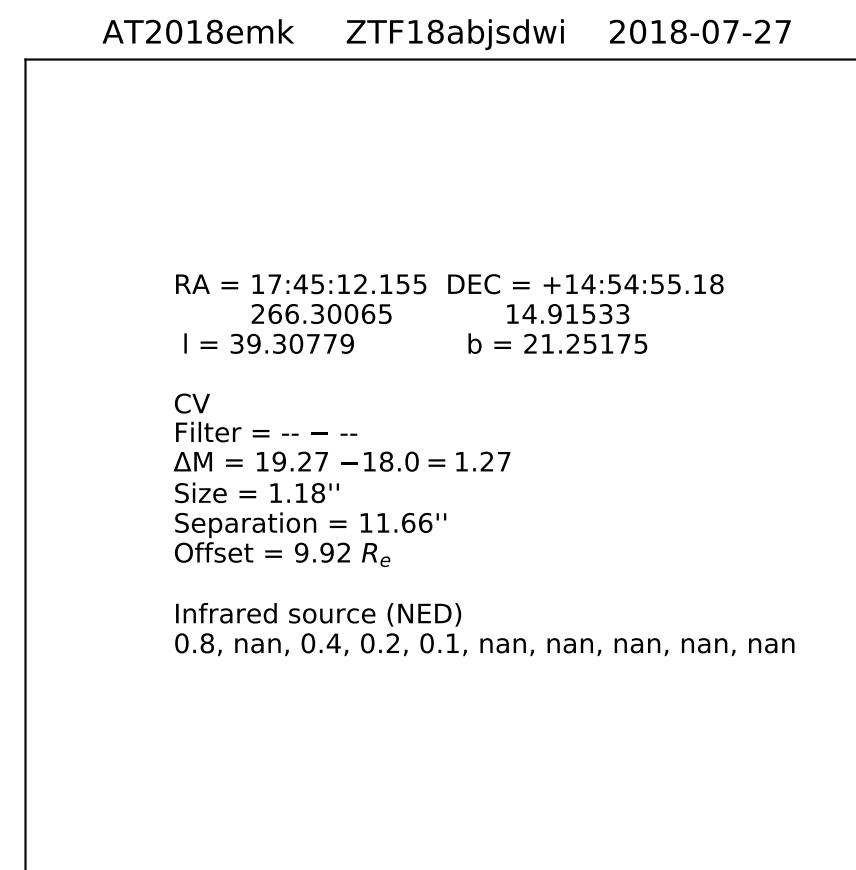 AT2018emk ZTF18abjsdwi 2018-07-27
RA = 17:45:12.155 DEC = +14:54:55.18
266.30065 14.91533
l = 39.30779 b = 21.25175
CV
Filter = -- − --
ΔM = 19.27 −18.0 = 1.27
Size = 1.18''
Separation = 11.66''
Offset = 9.92 Re
Infrared source (NED)
0.8, nan, 0.4, 0.2, 0.1, nan, nan, nan, nan, nan